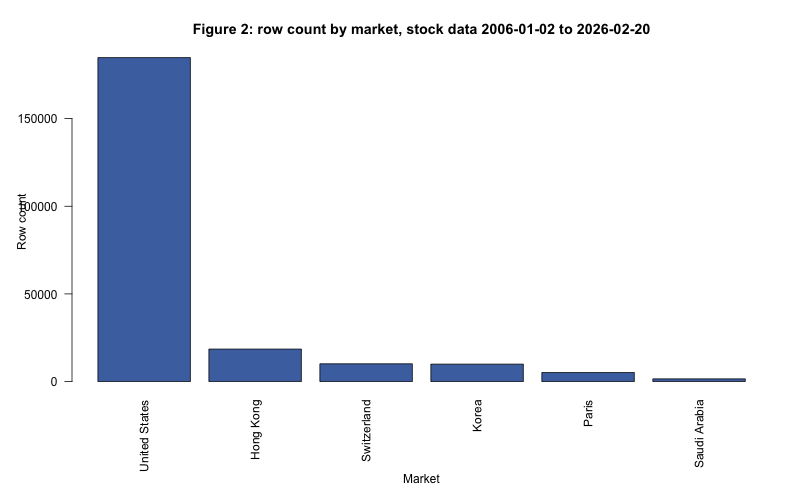 Figure 2: row count by market, stock data 2006-01-02 to 2026-02-20
Row count
150000
100000
50000
0
United States
Hong Kong
Switzerland
Korea
Paris
Saudi Arabia
Market